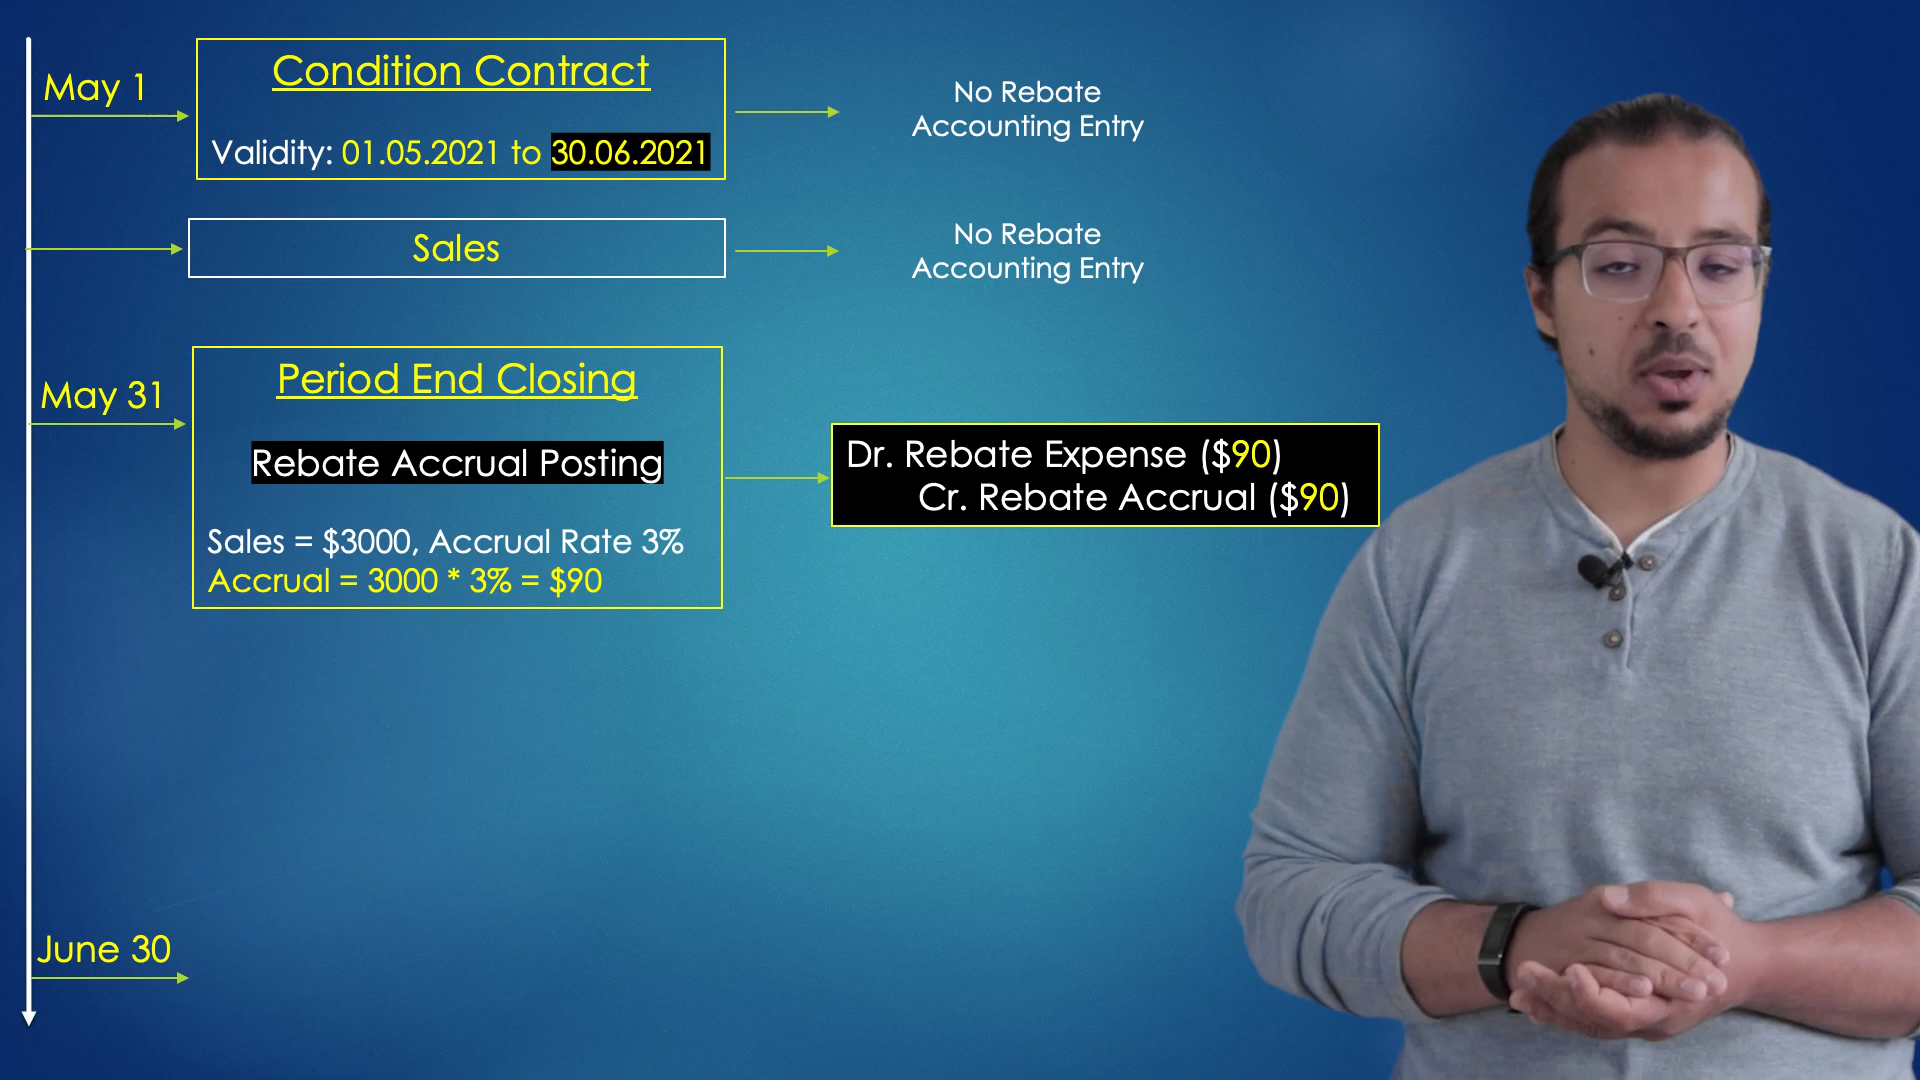 May 1
Condition Contract
Validity: 01.05.2021 to 30.06.2021
No Rebate
Accounting Entry
Sales
No Rebate
Accounting Entry
May 31
Period End Closing
Rebate Accrual Posting
Sales = $3000, Accrual Rate 3%
Accrual = 3000 * 3% = $90
Dr. Rebate Expense ($90)
Cr. Rebate Accrual ($90)
June 30